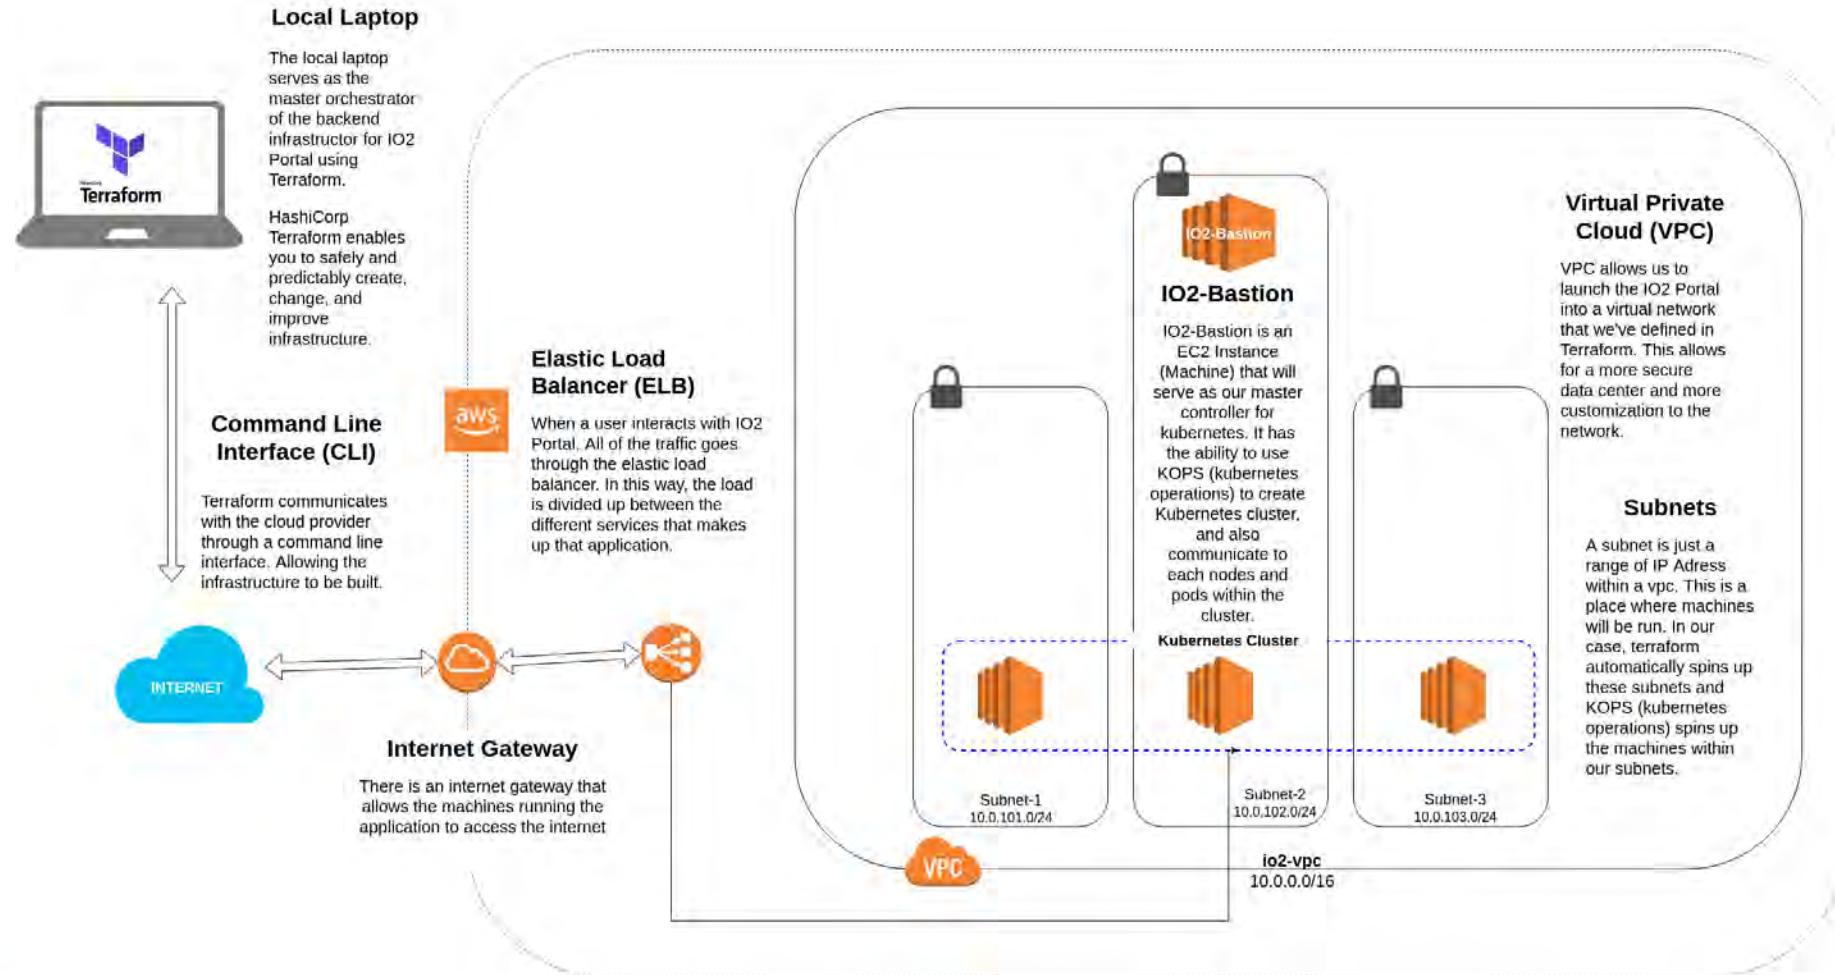 Local Laptop
The local laptop
serves as the
master orchestrator
of the backend
infrastructor for IO2
Portal using
Terraform.
HashiCorp
Terraform enables
you to safely and
predictably create,
change, and
improve
infrastructure.
Terraform
Command Line
Interface (CLI)
Terraform communicates
with the cloud provider
through a command line
interface. Allowing the
infrastructure to be built.
INTERNET
aws
Elastic Load
Balancer (ELB)
When a user interacts with IO2
Portal. All of the traffic goes
through the elastic load
balancer. In this way, the load
is divided up between the
different services that makes
up that application.
Internet Gateway
There is an internet gateway that
allows the machines running the
application to access the internet
IO2-Bastion
IO2-Bastion
IO2-Bastion is an
EC2 Instance
(Machine) that will
serve as our master
controller for
kubernetes. It has
the ability to use
KOPS (kubernetes
operations) to create
Kubernetes cluster,
and also
communicate to
each nodes and
pods within the
cluster.
Kubernetes Cluster
Subnet-1
10.0.101.0/24
Subnet-2
10.0.102.0/24
Subnet-3
10.0.103.0/24
VPC
io2-vpc
10.0.0.0/16
Virtual Private
Cloud (VPC)
VPC allows us to
launch the IO2 Portal
into a virtual network
that we've defined in
Terraform. This allows
for a more secure
data center and more
customization to the
network.
Subnets
A subnet is just a
range of IP Adress
within a vpc. This is a
place where machines
will be run. In our
case, terraform
automatically spins up
these subnets and
KOPS (kubernetes
operations) spins up
the machines within
our subnets.